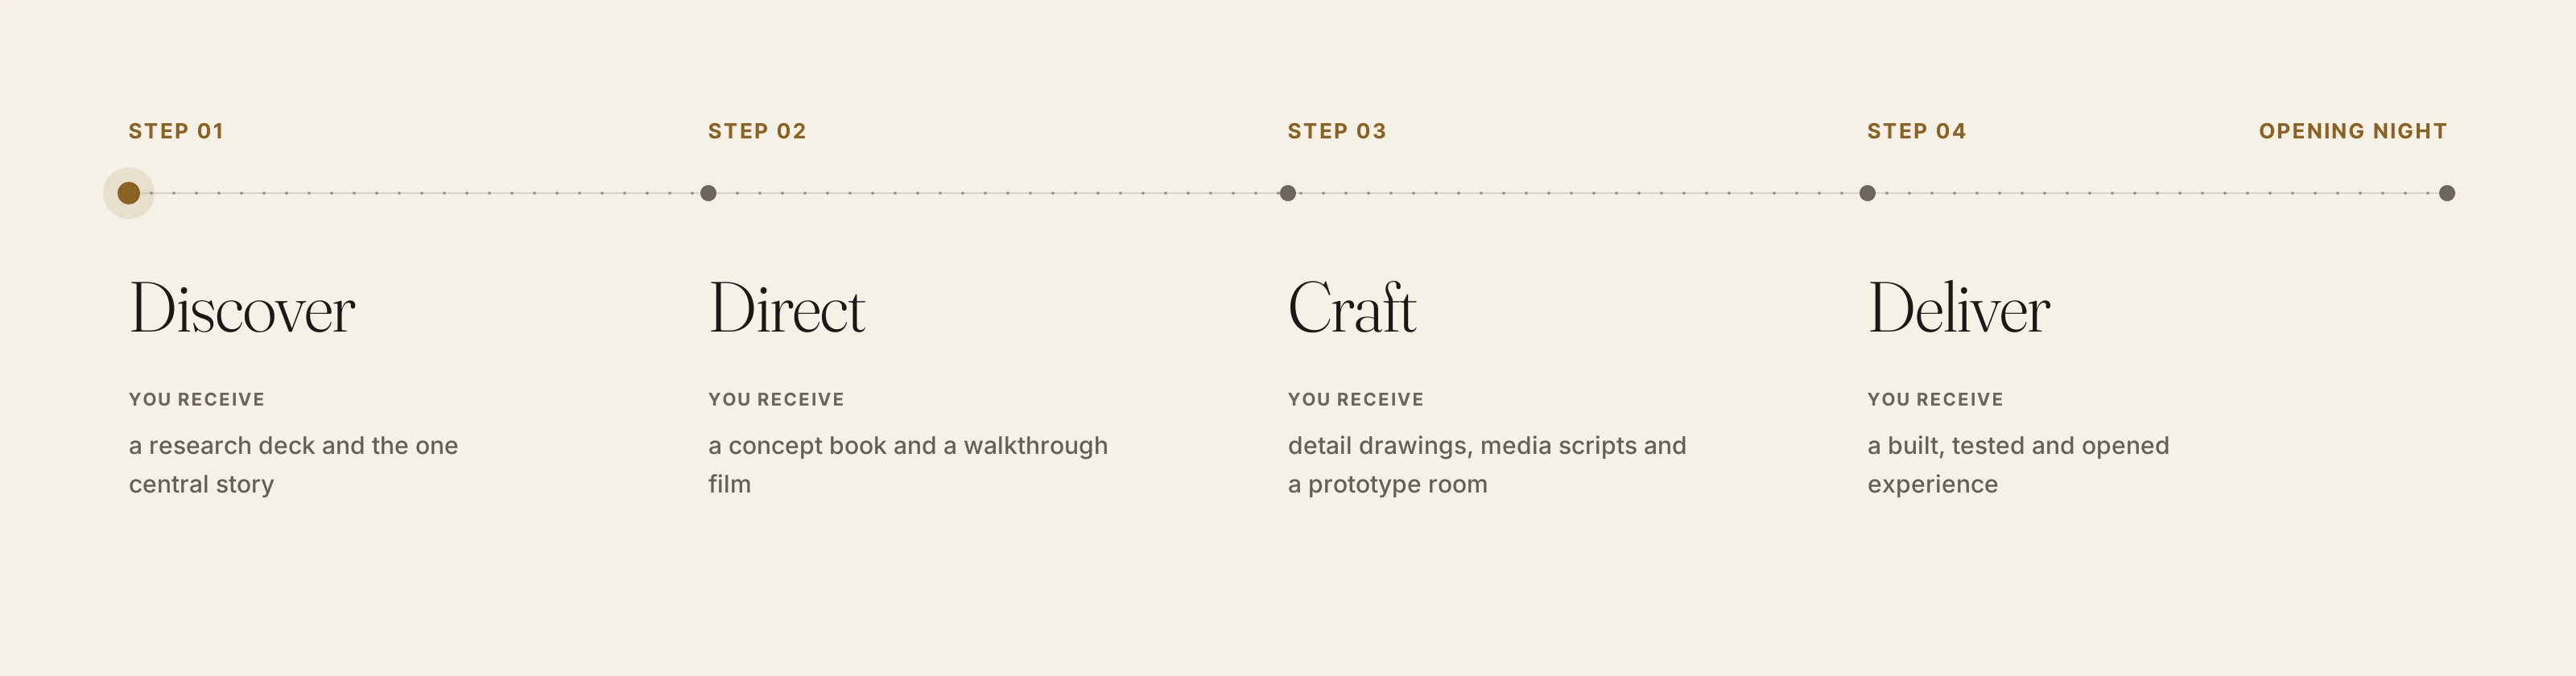 STEP 01
STEP 02
STEP 03
STEP 04
OPENING NIGHT
Discover
YOU RECEIVE
a research deck and the one
central story
Direct
YOU RECEIVE
a concept book and a walkthrough
film
Craft
YOU RECEIVE
detail drawings, media scripts and
a prototype room
Deliver
YOU RECEIVE
a built, tested and opened
experience